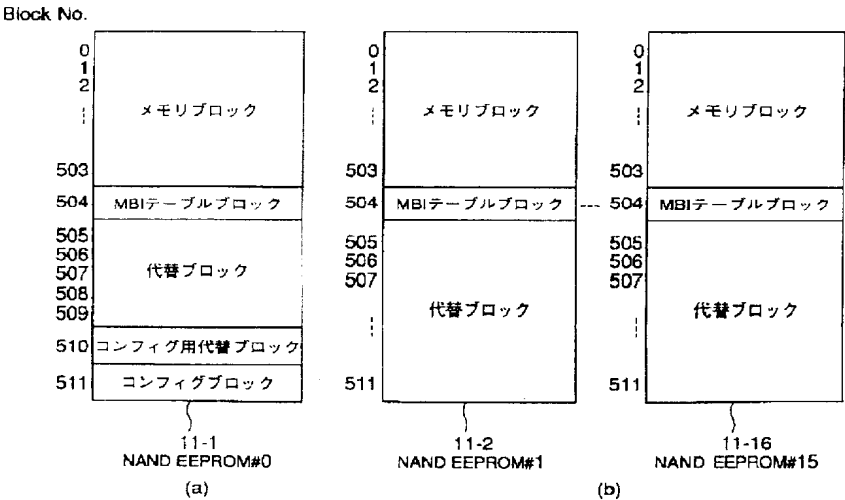 Block No.
0
1
2
503
504
505
506
507
508
509
510
511
メモリブロック
MBIテーブルブロック
代替ブロック
コンフィグ用代替ブロック
コンフィグブロック
11-1
NAND EEPROM#0
(a)
0
1
2
503
504
505
506
507
511
メモリブロック
MBIテーブルブロック
代替ブロック
11-2
NAND EEPROM#1
0
1
2
503
504
505
506
507
511
メモリブロック
MBIテーブルブロック
代替ブロック
11-16
NAND EEPROM#15
(b)